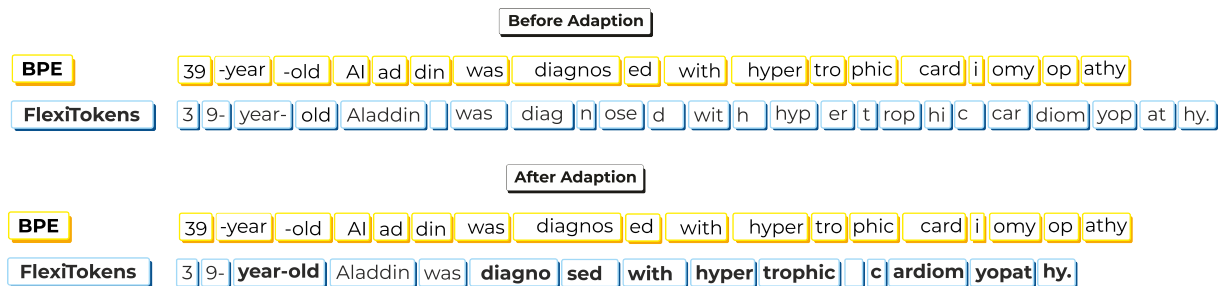 Before Adaption
BPE 39 -year -old Al ad din was diagnos ed with hyper tro phic card i omy op athy
FlexiTokens 3 9- year- old Aladdin was diag n ose d wit h hyp er t rop hi c car diom yop at hy.
After Adaption
BPE 39 -year -old Al ad din was diagnos ed with hyper tro phic card i omy op athy
FlexiTokens 3 9- year-old Aladdin was diagno sed with hyper trophic c ardiom yopat hy.